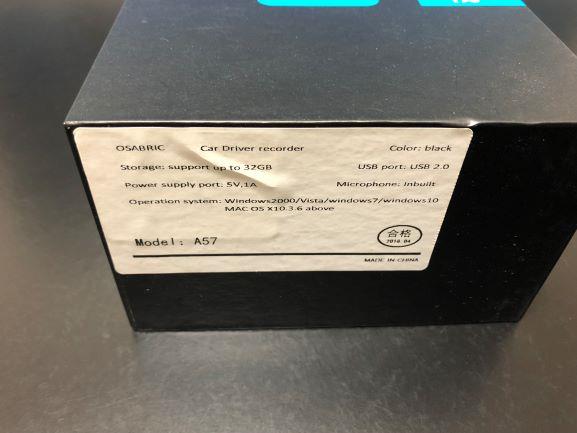 OSABRIC Car Driver recorder Color: black
Storage: support up to 32GB USB port: USB 2.0
Power supply port: 5V,1A Microphone: Inbuilt
Operation system: Windows2000/Vista/windows7/windows10
MAC OS X10.3.6 above
Model: A57
合格
2018.04
MADE IN CHINA